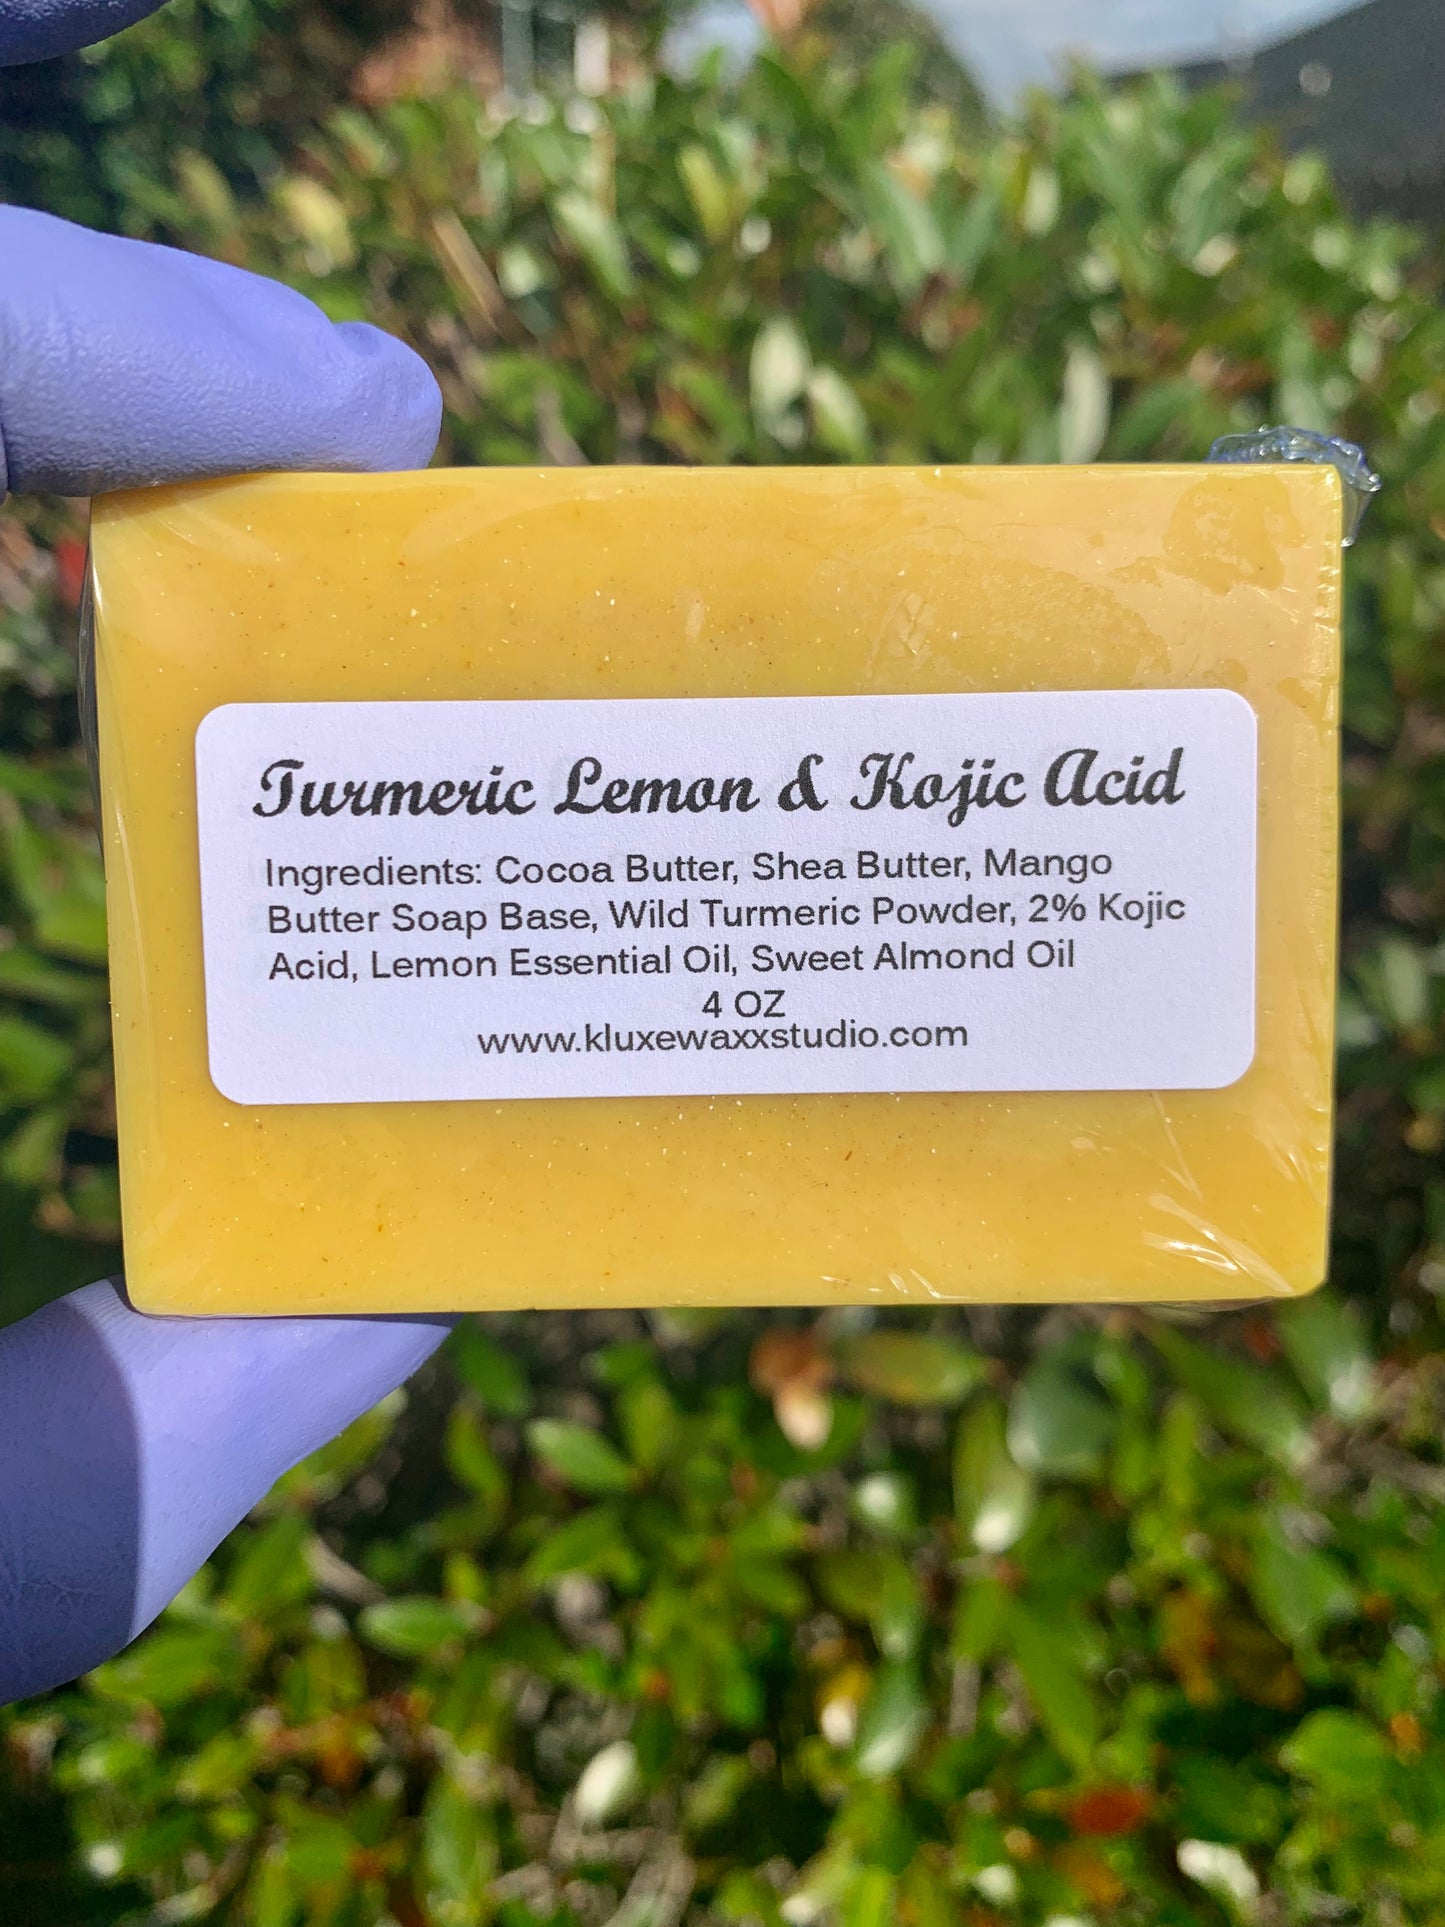 Turmeric Lemon & Kojic Acid
Ingredients: Cocoa Butter, Shea Butter, Mango
Butter Soap Base, Wild Turmeric Powder, 2% Kojic
Acid, Lemon Essential Oil, Sweet Almond Oil
4 OZ
www.kluxewaxxstudio.com